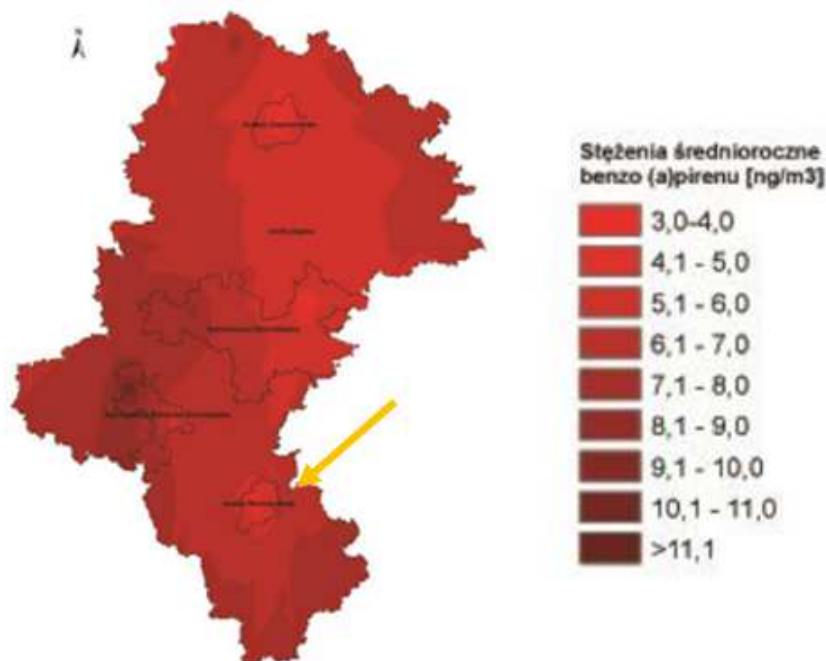 N
Stężenia średnioroczne
benzo (a)pirenu [ng/m3]
3,0-4,0
4,1 - 5,0
5,1 - 6,0
6,1 - 7,0
7,1 - 8,0
8,1 - 9,0
9,1 - 10,0
10,1 - 11,0
>11,1